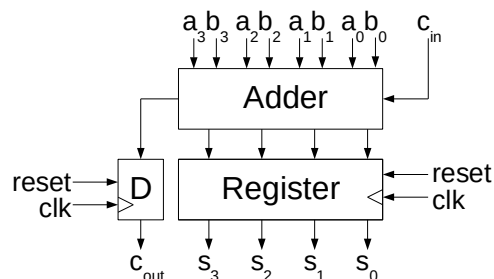 a3 b3 a2 b2 a1 b1 a0 b0 cin
Adder
reset
clk
D
Register
reset
clk
cout s3 s2 s1 s0